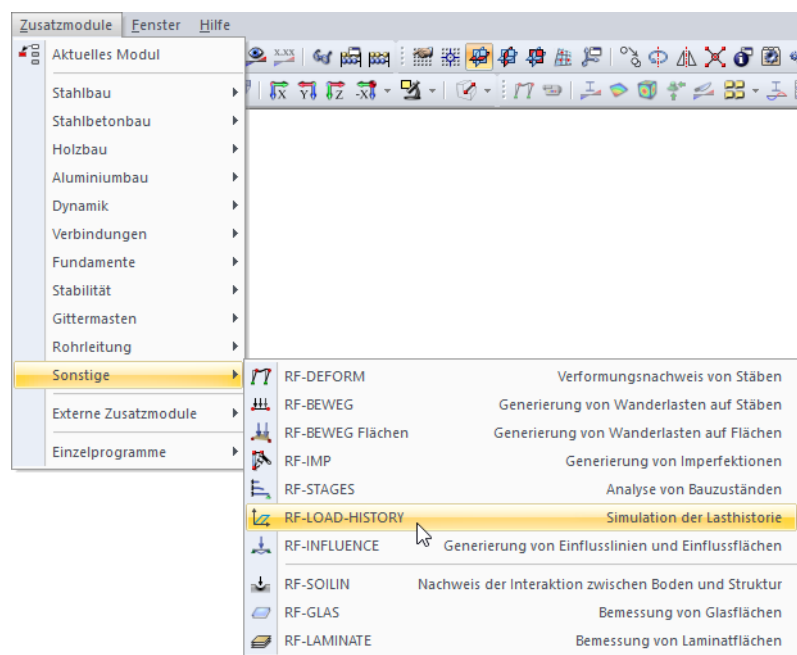 Zusatzmodule Fenster Hilfe
Aktuelles Modul
x.xx
Stahlbau
X Y Z -X
Stahlbetonbau
Holzbau
Aluminiumbau
Dynamik
Verbindungen
Fundamente
Stabilität
Gittermasten
Rohrleitung
Sonstige
Externe Zusatzmodule
Einzelprogramme
RF-DEFORM Verformungsnachweis von Stäben
RF-BEWEG Generierung von Wanderlasten auf Stäben
RF-BEWEG Flächen Generierung von Wanderlasten auf Flächen
RF-IMP Generierung von Imperfektionen
RF-STAGES Analyse von Bauzuständen
RF-LOAD-HISTORY Simulation der Lasthistorie
RF-INFLUENCE Generierung von Einflusslinien und Einflussflächen
RF-SOILIN Nachweis der Interaktion zwischen Boden und Struktur
RF-GLAS Bemessung von Glasflächen
RF-LAMINATE Bemessung von Laminatflächen